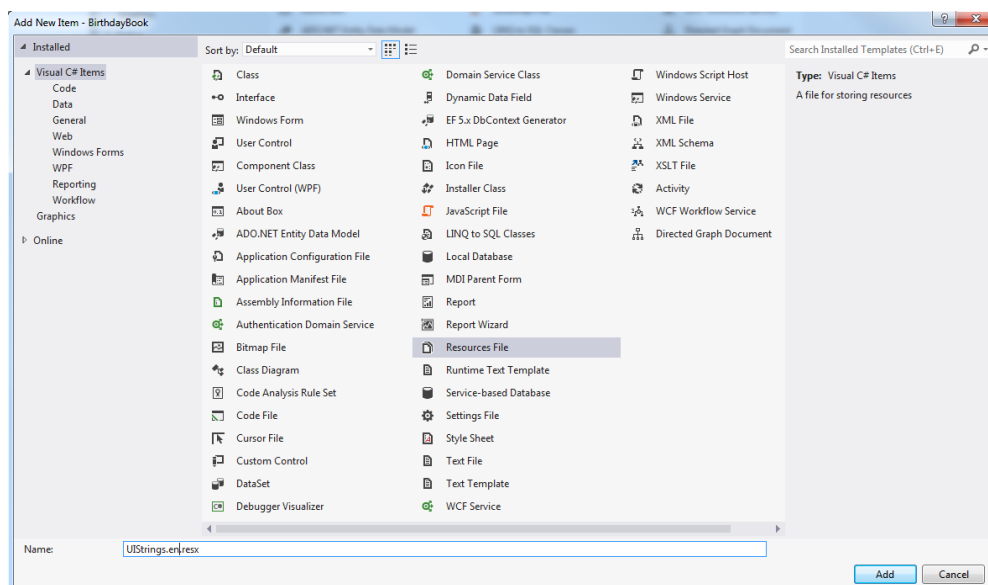 Add New Item - BirthdayBook
Installed
Sort by: Default
Search Installed Templates (Ctrl+E)
Visual C# Items
Code
Data
General
Web
Windows Forms
WPF
Reporting
Workflow
Graphics
Online
Class
Interface
Windows Form
User Control
Component Class
User Control (WPF)
About Box
ADO.NET Entity Data Model
Application Configuration File
Application Manifest File
Assembly Information File
Authentication Domain Service
Bitmap File
Class Diagram
Code Analysis Rule Set
Code File
Cursor File
Custom Control
DataSet
Debugger Visualizer
Domain Service Class
Dynamic Data Field
EF 5.x DbContext Generator
HTML Page
Icon File
Installer Class
JavaScript File
LINQ to SQL Classes
Local Database
MDI Parent Form
Report
Report Wizard
Resources File
Runtime Text Template
Service-based Database
Settings File
Style Sheet
Text File
Text Template
WCF Service
Windows Script Host
Windows Service
XML File
XML Schema
XSLT File
Activity
WCF Workflow Service
Directed Graph Document
Type: Visual C# Items
A file for storing resources
Name: UIStrings.en.resx
Add Cancel